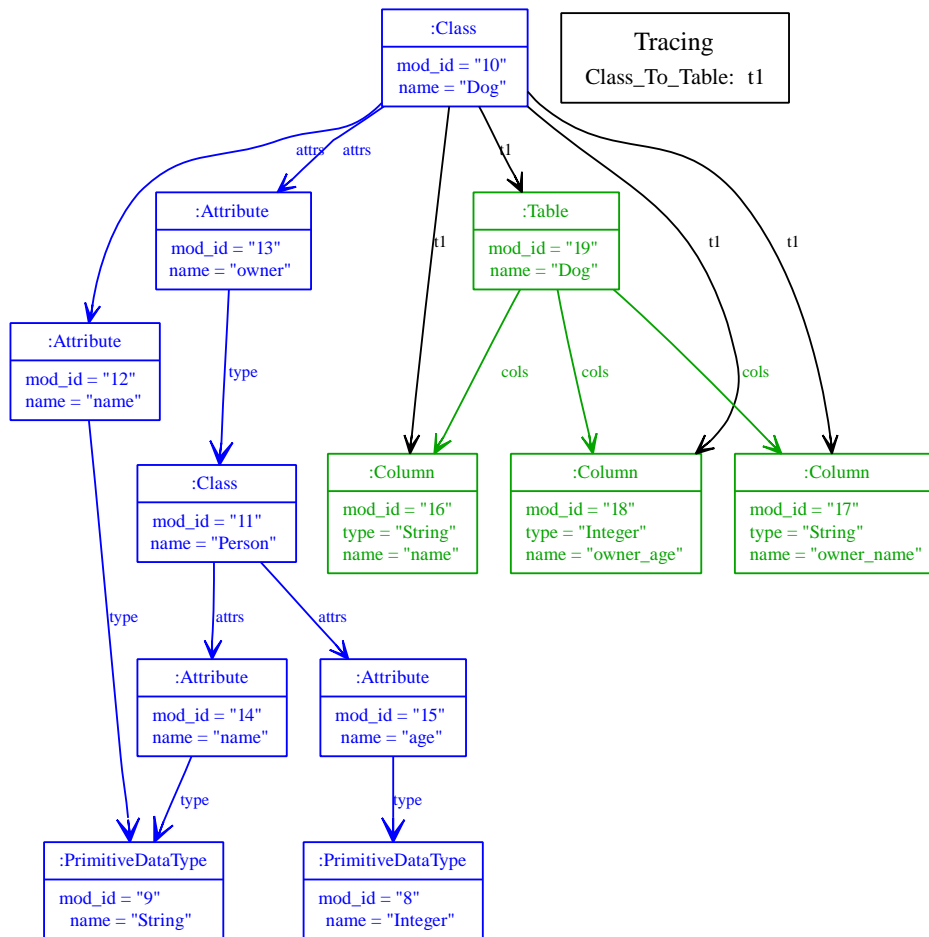 :Class
mod_id = "10"
name = "Dog"
Tracing
Class_To_Table: t1
attrs
attrs
t1
:Attribute
mod_id = "13"
name = "owner"
:Table
mod_id = "19"
name = "Dog"
t1
t1
t1
:Attribute
mod_id = "12"
name = "name"
type
cols
cols
cols
:Class
mod_id = "11"
name = "Person"
:Column
mod_id = "16"
type = "String"
name = "name"
:Column
mod_id = "18"
type = "Integer"
name = "owner_age"
:Column
mod_id = "17"
type = "String"
name = "owner_name"
type
attrs
attrs
:Attribute
mod_id = "14"
name = "name"
:Attribute
mod_id = "15"
name = "age"
type
type
:PrimitiveDataType
mod_id = "9"
name = "String"
:PrimitiveDataType
mod_id = "8"
name = "Integer"